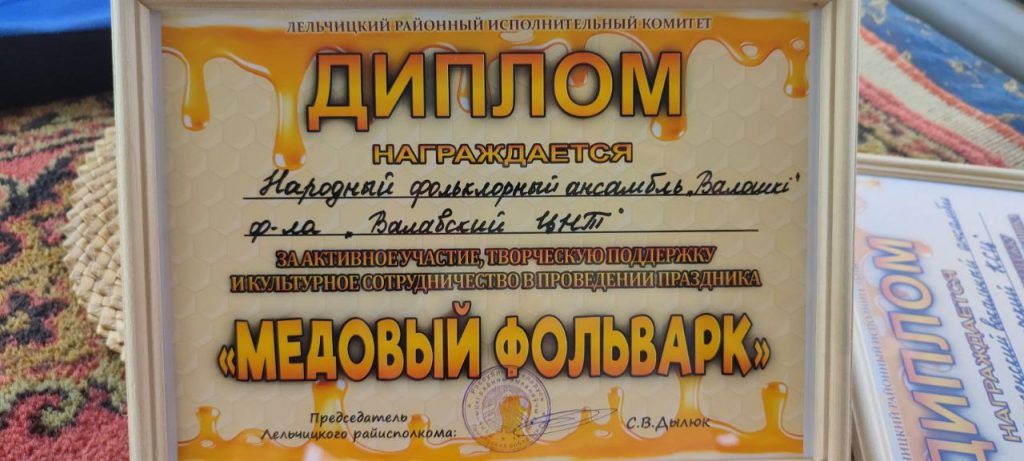 ЛЕЛЬЧИЦКИЙ РАЙОННЫЙ ИСПОЛНИТЕЛЬНЫЙ КОМИТЕТ
ДИПЛОМ
НАГРАЖДАЕТСЯ
Народный фольклорный ансамбль „Валошкі"
ф-ла „Валавский ЦНТ"
ЗА АКТИВНОЕ УЧАСТИЕ, ТВОРЧЕСКУЮ ПОДДЕРЖКУ
И КУЛЬТУРНОЕ СОТРУДНИЧЕСТВО В ПРОВЕДЕНИИ ПРАЗДНИКА
«МЕДОВЫЙ ФОЛЬВАРК»
Председатель
Лельчицкого райисполкома:
С.В.Дылюк
ДИПЛОМ
НАГРАЖДАЕТСЯ